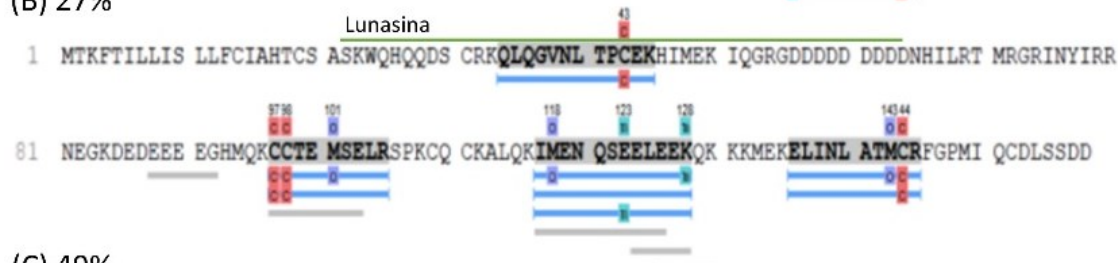 (B) 27%
Lunasina
43
c
1 MTKFTILLIS LLFCIAHTCS ASKWQHQQDS CRKQLQGVNL TPCEKHIMEK IQGRGDDDDD DDDDNHILRT MRGRINYIRR
c
97 98 101 118 123 128 143 44
c c o o n n o c
81 NEGKDEDEEE EGHMQKCCTE MSELRSPKCQ CKALQKIMEN QSEELEEKQK KKMEKELINL ATMCRFGPMI QCDLSSDD
c c o o n o c
c c c
n
(C) 49%